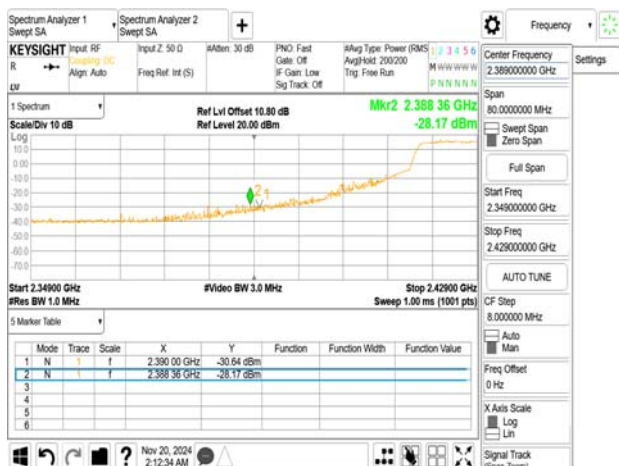 Spectrum Analyzer 1
Swept SA
Spectrum Analyzer 2
Swept SA
+
Frequency
KEYSIGHT
R
LV
Input: RF
Coupling: DC
Align: Auto
Input Z: 50 Ω
Freq Ref: Int (S)
#Atten: 30 dB
PNO: Fast
Gate: Off
IF Gain: Low
Sig Track: Off
#Avg Type: Power (RMS
Avg|Hold: 200/200
Trig: Free Run
1 2 3 4 5 6
M W W W W W
P N N N N N
1 Spectrum
Scale/Div 10 dB
Ref Lvl Offset 10.80 dB
Ref Level 20.00 dBm
Mkr2 2.388 36 GHz
-28.17 dBm
Log
10.0
0.00
-10.0
-20.0
-30.0
-40.0
-50.0
-60.0
-70.0
2
1
Start 2.34900 GHz
#Res BW 1.0 MHz
#Video BW 3.0 MHz
Stop 2.42900 GHz
Sweep 1.00 ms (1001 pts)
5 Marker Table
Mode Trace Scale X Y Function Function Width Function Value
1 N 1 f 2.390 00 GHz -30.64 dBm
2 N 1 f 2.388 36 GHz -28.17 dBm
3
4
5
6
Nov 20, 2024
2:12:34 AM
Center Frequency
2.389000000 GHz
Settings
Span
80.0000000 MHz
Swept Span
Zero Span
Full Span
Start Freq
2.349000000 GHz
Stop Freq
2.429000000 GHz
AUTO TUNE
CF Step
8.000000 MHz
Auto
Man
Freq Offset
0 Hz
X Axis Scale
Log
Lin
Signal Track
(Span Zoom)